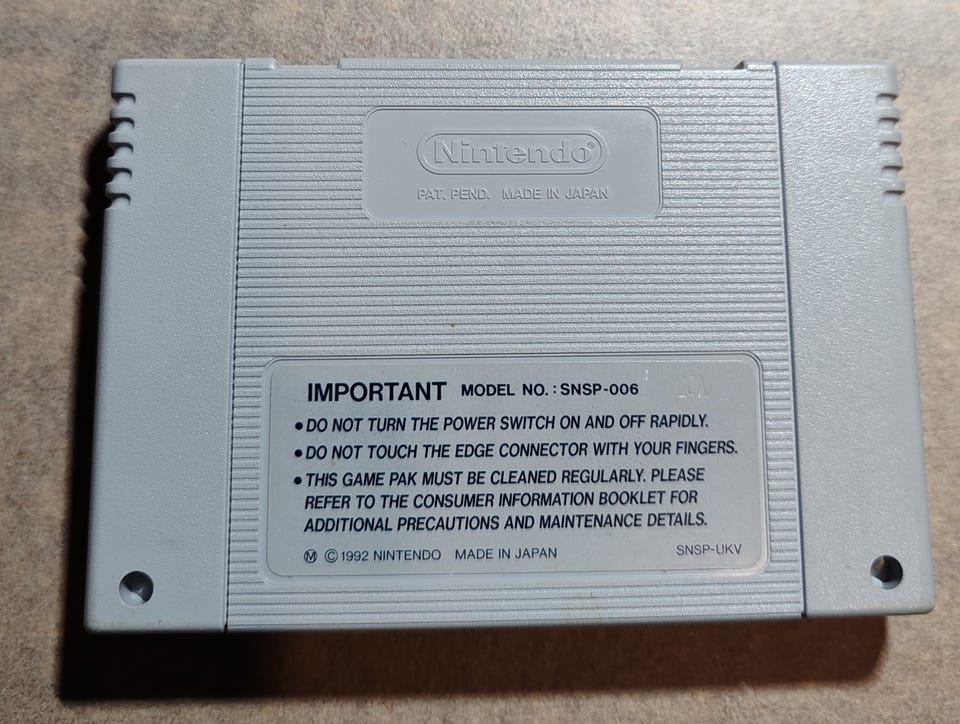 Nintendo®
PAT. PEND. MADE IN JAPAN
IMPORTANT MODEL NO. : SNSP-006
• DO NOT TURN THE POWER SWITCH ON AND OFF RAPIDLY.
• DO NOT TOUCH THE EDGE CONNECTOR WITH YOUR FINGERS.
• THIS GAME PAK MUST BE CLEANED REGULARLY. PLEASE
REFER TO THE CONSUMER INFORMATION BOOKLET FOR
ADDITIONAL PRECAUTIONS AND MAINTENANCE DETAILS.
Ⓜ © 1992 NINTENDO MADE IN JAPAN SNSP-UKV